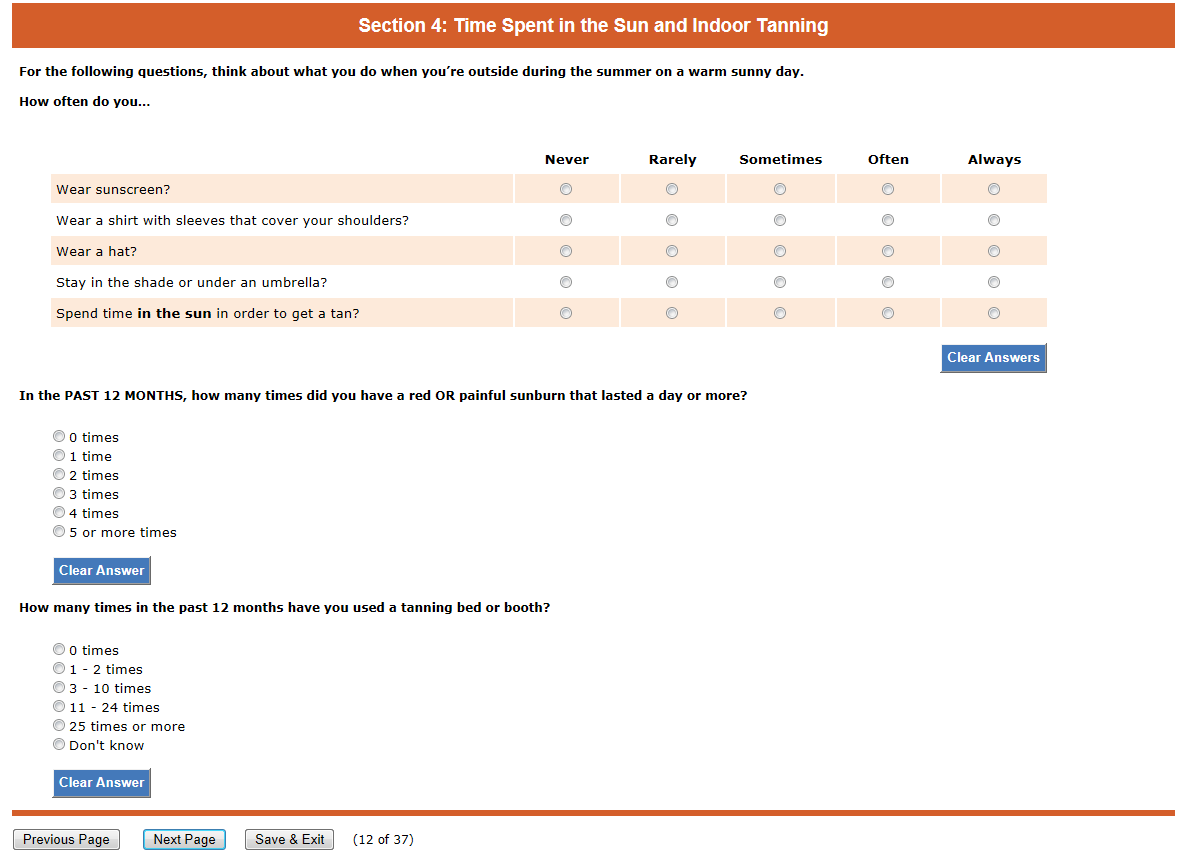 Section 4: Time Spent in the Sun and Indoor Tanning
For the following questions, think about what you do when you’re outside during the summer on a warm sunny day.
How often do you...
Never Rarely Sometimes Often Always
Wear sunscreen?
Wear a shirt with sleeves that cover your shoulders?
Wear a hat?
Stay in the shade or under an umbrella?
Spend time in the sun in order to get a tan?
Clear Answers
In the PAST 12 MONTHS, how many times did you have a red OR painful sunburn that lasted a day or more?
0 times
1 time
2 times
3 times
4 times
5 or more times
Clear Answer
How many times in the past 12 months have you used a tanning bed or booth?
0 times
1 - 2 times
3 - 10 times
11 - 24 times
25 times or more
Don't know
Clear Answer
Previous Page Next Page Save & Exit (12 of 37)